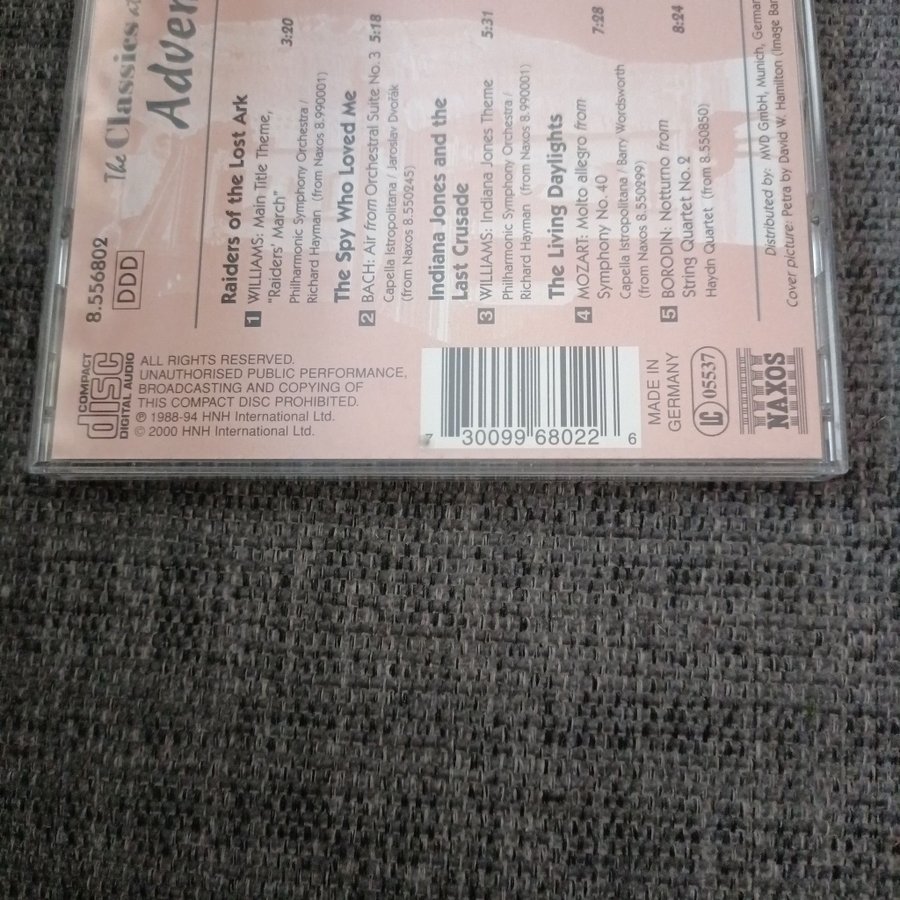 8.556802
DDD
The Classics
Adven
Raiders of the Lost Ark
1 WILLIAMS: Main Title Theme,
"Raiders' March" 3:20
Philharmonic Symphony Orchestra /
Richard Hayman (from Naxos 8.990001)
The Spy Who Loved Me
2 BACH: Air from Orchestral Suite No. 3 5:18
Capella Istropolitana / Jaroslav Dvořák
(from Naxos 8.550245)
Indiana Jones and the
Last Crusade
3 WILLIAMS: Indiana Jones Theme 5:31
Philharmonic Symphony Orchestra /
Richard Hayman (from Naxos 8.990001)
The Living Daylights
4 MOZART: Molto allegro from
Symphony No. 40 7:28
Capella Istropolitana / Barry Wordsworth
(from Naxos 8.550299)
5 BORODIN: Notturno from
String Quartet No. 2 8:24
Haydn Quartet (from 8.550850)
Distributed by: MVD GmbH, Munich, German
Cover picture: Petra by David W. Hamilton (Image Ban
COMPACT
disc
DIGITAL AUDIO
ALL RIGHTS RESERVED.
UNAUTHORISED PUBLIC PERFORMANCE,
BROADCASTING AND COPYING OF
THIS COMPACT DISC PROHIBITED.
℗ 1988-94 HNH International Ltd.
© 2000 HNH International Ltd.
7 30099 68022 6
MADE IN
GERMANY
LC 05537
NAXOS